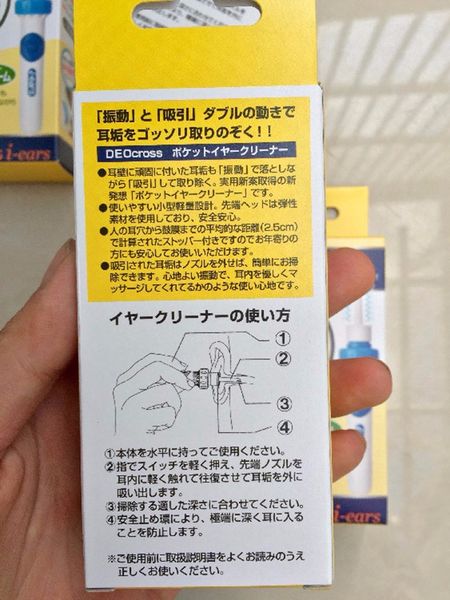 「振動」と「吸引」ダブルの動きで
耳垢をゴッソリ取りのぞく！！
DEOcross ポケットイヤークリーナー
●耳壁に頑固に付いた耳垢も「振動」で落としな
がら「吸引」して取り除く。実用新案取得の新
発想「ポケットイヤークリーナー」です。
●使いやすい小型軽量設計。先端ヘッドは弾性
素材を使用しており、安全安心。
●人の耳穴から鼓膜までの平均的な距離(2.5cm)
で計算されたストッパー付きですのでお年寄りの
方にも安心してお使いいただけます。
●吸引された耳垢はノズルを外せば、簡単にお掃
除できます。心地よい振動で、耳内を優しくマ
ッサージしてくれてるかのような使い心地です。
イヤークリーナーの使い方
①
②
③
④
①本体を水平に持ってご使用ください。
②指でスイッチを軽く押え、先端ノズルを
耳内に軽く触れて往復させて耳垢を外に
吸い出します。
③掃除する適した深さに合わせてください。
④安全止め環により、極端に深く耳に入る
ことを防止します。
※ご使用前に取扱説明書をよくお読みのうえ
正しくお使いください。
i-ears
i-ears